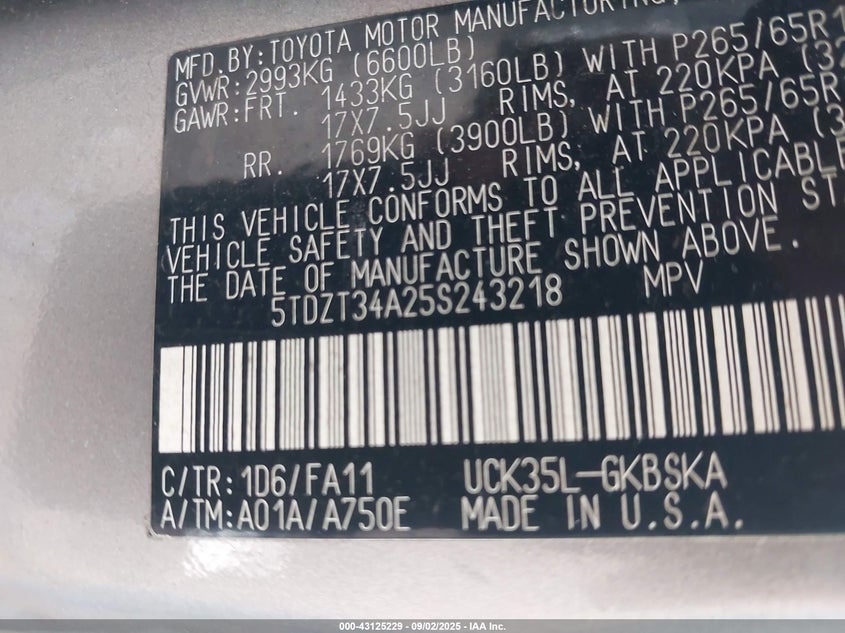 MFD.BY:TOYOTA MOTOR MANUFACTURING,
GVWR:2993KG (6600LB)
GAWR:FRT. 1433KG (3160LB) WITH P265/65R1
17X7.5JJ RIMS, AT 220KPA (32
RR. 1769KG (3900LB) WITH P265/65R
17X7.5JJ RIMS, AT 220KPA (3
THIS VEHICLE CONFORMS TO ALL APPLICABLE
VEHICLE SAFETY AND THEFT PREVENTION ST
THE DATE OF MANUFACTURE SHOWN ABOVE.
5TDZT34A25S243218 MPV
C/TR:1D6/FA11 UCK35L-GKBSKA
A/TM:A01A/A750E MADE IN U.S.A.
000-43125229 - 09/02/2025 - IAA Inc.